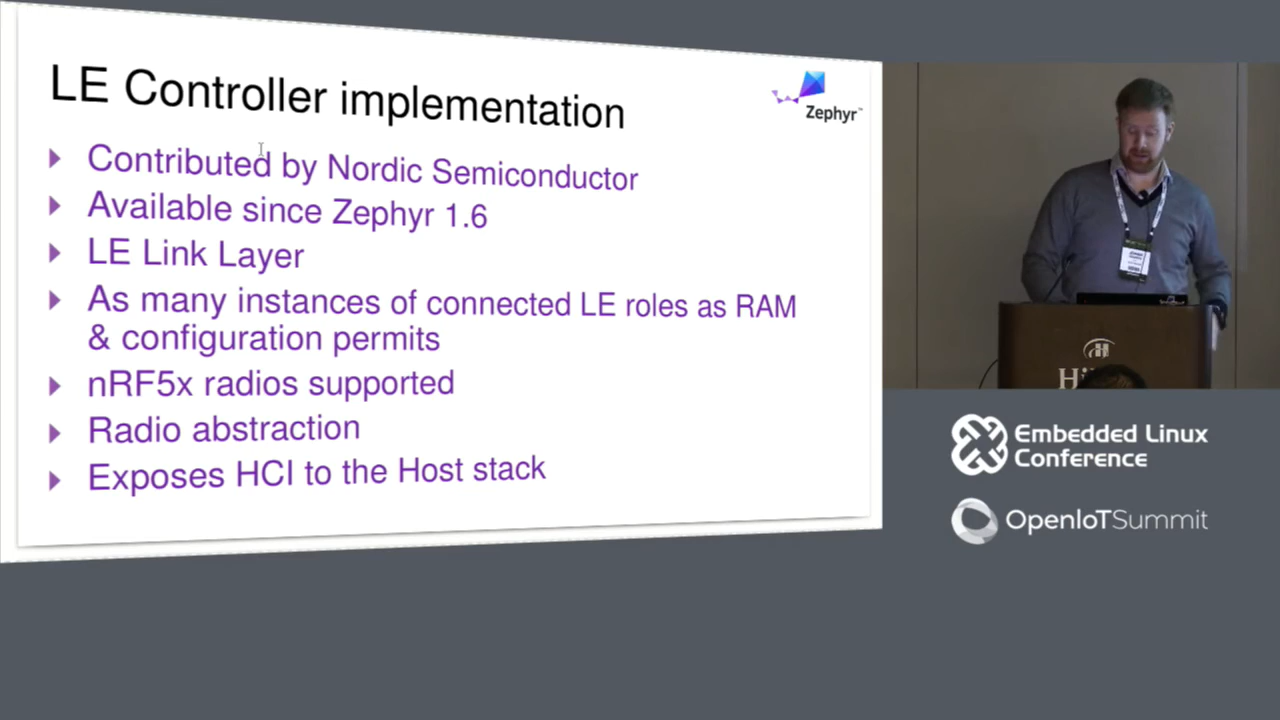 LE Controller implementation
Zephyr™
Contributed by Nordic Semiconductor
Available since Zephyr 1.6
LE Link Layer
As many instances of connected LE roles as RAM
& configuration permits
nRF5x radios supported
Radio abstraction
Exposes HCI to the Host stack
Embedded Linux
Conference
OpenIoTSummit